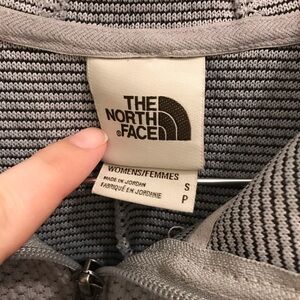 THE
NORTH
FACE
WOMENS/FEMMES
MADE IN JORDAN
FABRIQUÉ EN JORDANIE
S
P